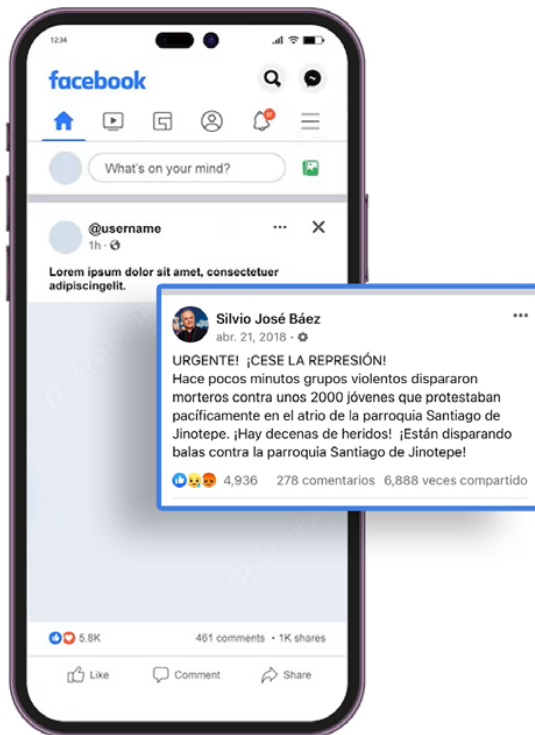 12:34
facebook
What's on your mind?
@username
1h
Lorem ipsum dolor sit amet, consectetuer
adipiscingelit.
Silvio José Báez
abr. 21, 2018
URGENTE! ¡CESE LA REPRESIÓN!
Hace pocos minutos grupos violentos dispararon
morteros contra unos 2000 jóvenes que protestaban
pacíficamente en el atrio de la parroquia Santiago de
Jinotepe. ¡Hay decenas de heridos! ¡Están disparando
balas contra la parroquia Santiago de Jinotepe!
4,936 278 comentarios 6,888 veces compartido
5.8K 461 comments • 1K shares
Like Comment Share